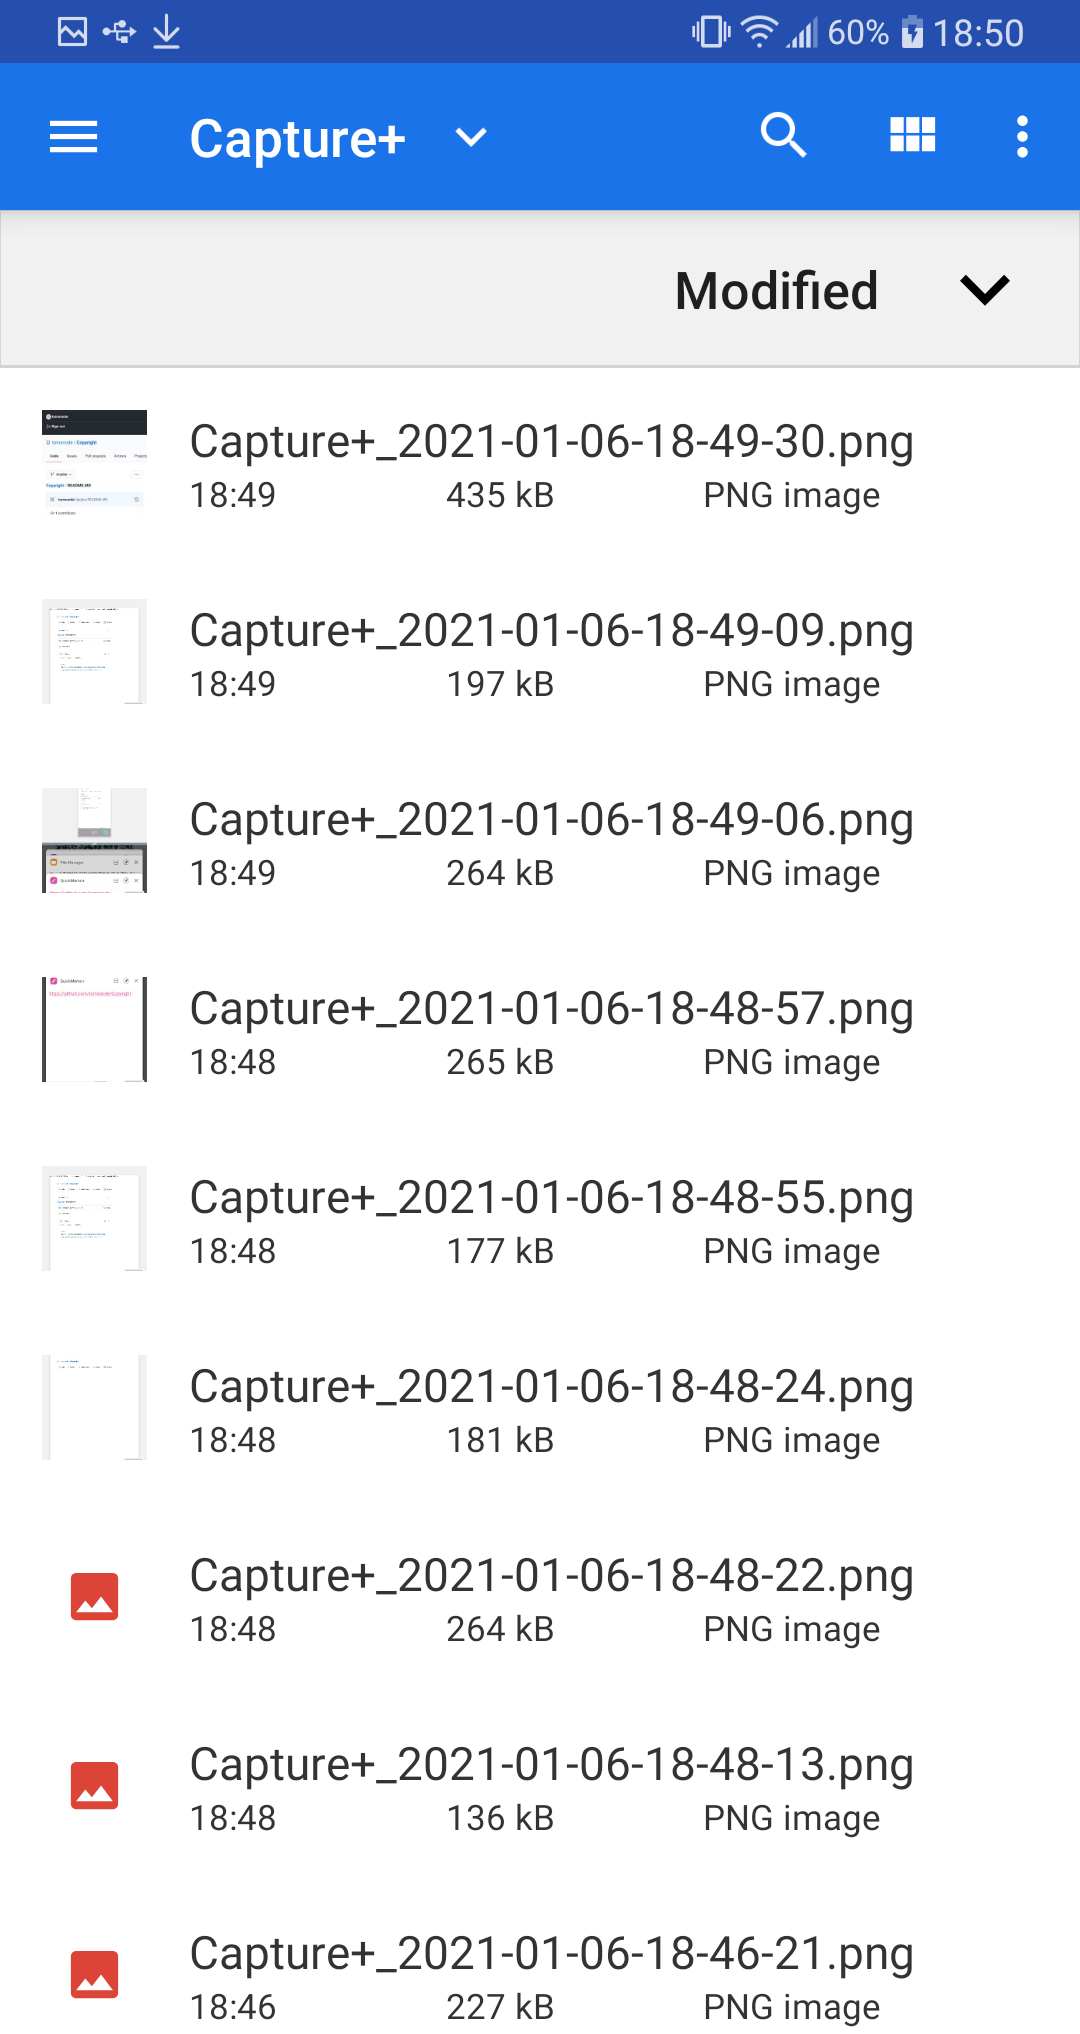 60% 18:50
Capture+
Modified
Capture+_2021-01-06-18-49-30.png
18:49 435 kB PNG image
Capture+_2021-01-06-18-49-09.png
18:49 197 kB PNG image
Capture+_2021-01-06-18-49-06.png
18:49 264 kB PNG image
Capture+_2021-01-06-18-48-57.png
18:48 265 kB PNG image
Capture+_2021-01-06-18-48-55.png
18:48 177 kB PNG image
Capture+_2021-01-06-18-48-24.png
18:48 181 kB PNG image
Capture+_2021-01-06-18-48-22.png
18:48 264 kB PNG image
Capture+_2021-01-06-18-48-13.png
18:48 136 kB PNG image
Capture+_2021-01-06-18-46-21.png
18:46 227 kB PNG image